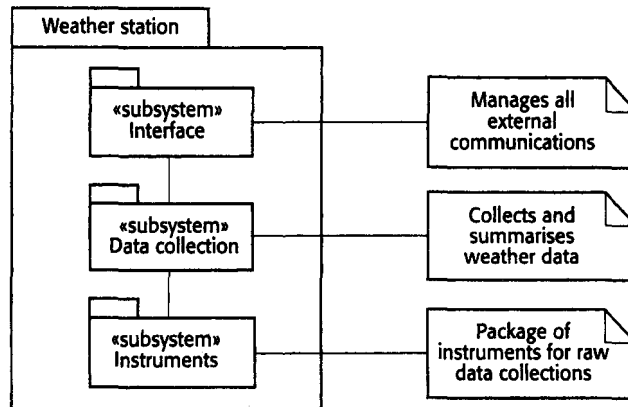 Weather station
«subsystem»
Interface
Manages all
external
communications
«subsystem»
Data collection
Collects and
summarises
weather data
«subsystem»
Instruments
Package of
instruments for raw
data collections